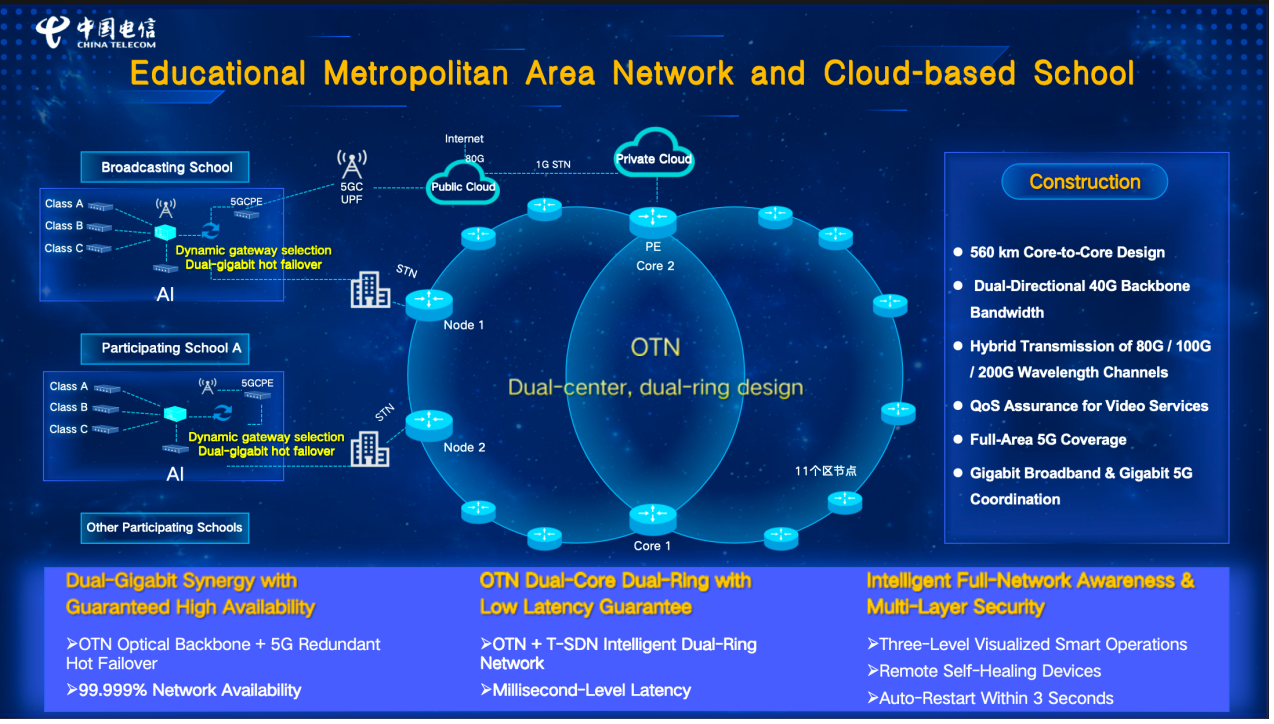 中国电信
CHINA TELECOM
Educational Metropolitan Area Network and Cloud-based School
Broadcasting School
Class A
Class B
Class C
5GCPE
Dynamic gateway selection
Dual-gigabit hot failover
AI
5GC
UPF
Internet
80G
Public Cloud
1G STN
Private Cloud
STN
Node 1
PE
Core 2
Participating School A
Class A
Class B
Class C
5GCPE
Dynamic gateway selection
Dual-gigabit hot failover
AI
STN
Node 2
OTN
Dual-center, dual-ring design
11个区节点
Core 1
Other Participating Schools
Construction
560 km Core-to-Core Design
Dual-Directional 40G Backbone
Bandwidth
Hybrid Transmission of 80G / 100G
/ 200G Wavelength Channels
QoS Assurance for Video Services
Full-Area 5G Coverage
Gigabit Broadband & Gigabit 5G
Coordination
Dual-Gigabit Synergy with
Guaranteed High Availability
➢OTN Optical Backbone + 5G Redundant
Hot Failover
➢99.999% Network Availability
OTN Dual-Core Dual-Ring with
Low Latency Guarantee
➢OTN + T-SDN Intelligent Dual-Ring
Network
➢Millisecond-Level Latency
Intelligent Full-Network Awareness &
Multi-Layer Security
➢Three-Level Visualized Smart Operations
➢Remote Self-Healing Devices
➢Auto-Restart Within 3 Seconds